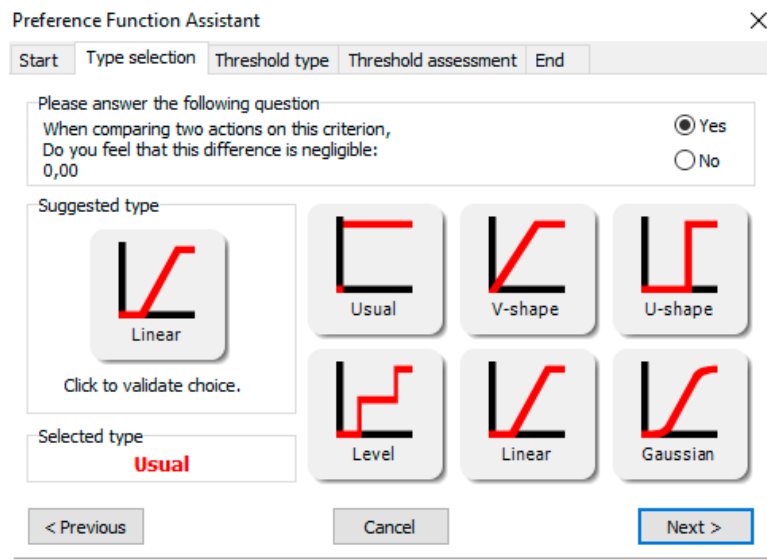 Preference Function Assistant
Start Type selection Threshold type Threshold assessment End
Please answer the following question
When comparing two actions on this criterion,
Do you feel that this difference is negligible:
0,00
Yes
No
Suggested type
Linear
Click to validate choice.
Selected type
Usual
Usual V-shape U-shape
Level Linear Gaussian
< Previous Cancel Next >